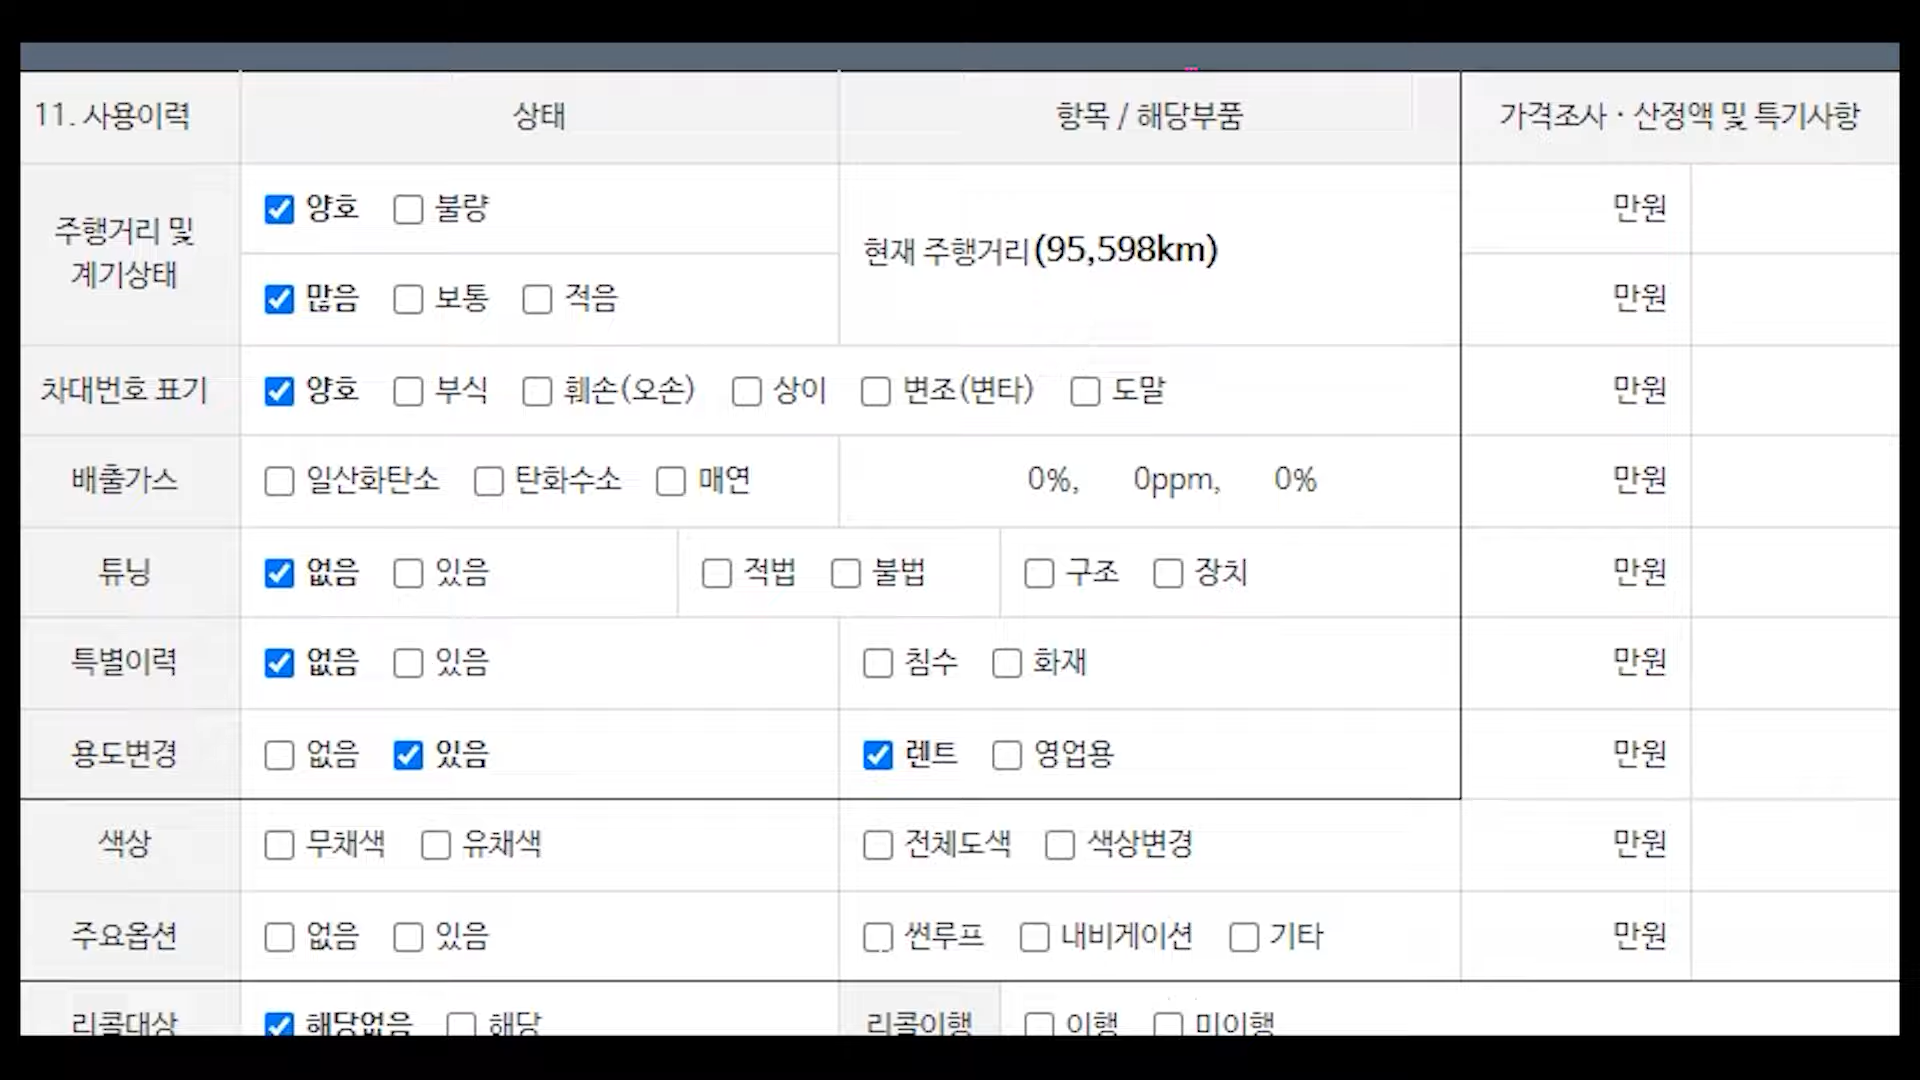 11. 사용이력 상태 항목 / 해당부품 가격조사 · 산정액 및 특기사항
주행거리 및
계기상태
양호 불량
많음 보통 적음
현재 주행거리(95,598km)
만원
만원
차대번호 표기 양호 부식 훼손(오손) 상이 변조(변타) 도말 만원
배출가스 일산화탄소 탄화수소 매연 0%, 0ppm, 0% 만원
튜닝 없음 있음 적법 불법 구조 장치 만원
특별이력 없음 있음 침수 화재 만원
용도변경 없음 있음 렌트 영업용 만원
색상 무채색 유채색 전체도색 색상변경 만원
주요옵션 없음 있음 썬루프 내비게이션 기타 만원
리콜대상 해당없음 해당 리콜이행 이행 미이행